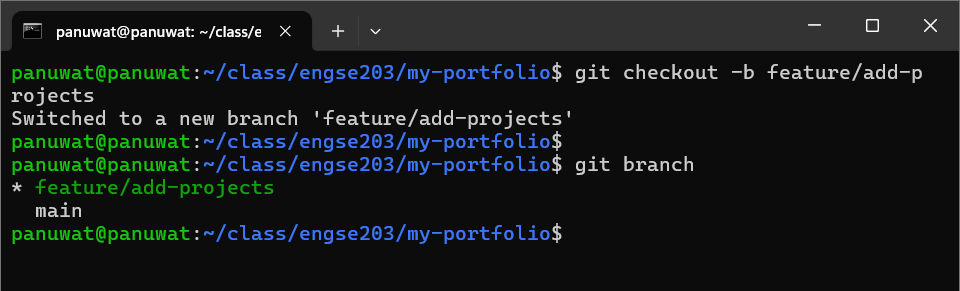 panuwat@panuwat: ~/class/e
panuwat@panuwat:~/class/engse203/my-portfolio$ git checkout -b feature/add-p
rojects
Switched to a new branch 'feature/add-projects'
panuwat@panuwat:~/class/engse203/my-portfolio$
panuwat@panuwat:~/class/engse203/my-portfolio$ git branch
* feature/add-projects
  main
panuwat@panuwat:~/class/engse203/my-portfolio$